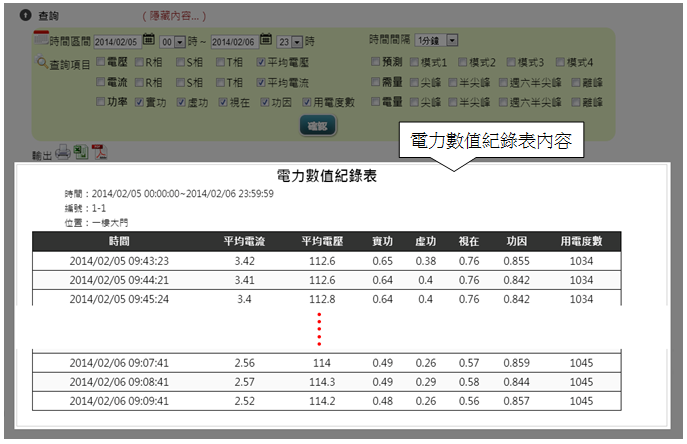 查詢 (隱藏內容...)
時間區間 2014/02/05 00 時 ~ 2014/02/06 23 時 時間間隔 1分鐘
查詢項目 電壓 R相 S相 T相 平均電壓 預測 模式1 模式2 模式3 模式4
電流 R相 S相 T相 平均電流 需量 尖峰 半尖峰 週六半尖峰 離峰
功率 實功 虛功 視在 功因 用電度數 電量 尖峰 半尖峰 週六半尖峰 離峰
確認
輸出
電力數值紀錄表內容
電力數值紀錄表
時間：2014/02/05 00:00:00~2014/02/06 23:59:59
編號：1-1
位置：一樓大門
時間 平均電流 平均電壓 實功 虛功 視在 功因 用電度數
2014/02/05 09:43:23 3.42 112.6 0.65 0.38 0.76 0.855 1034
2014/02/05 09:44:21 3.41 112.6 0.64 0.4 0.76 0.842 1034
2014/02/05 09:45:24 3.4 112.8 0.64 0.4 0.76 0.842 1034
2014/02/06 09:07:41 2.56 114 0.49 0.26 0.57 0.859 1045
2014/02/06 09:08:41 2.57 114.3 0.49 0.29 0.58 0.844 1045
2014/02/06 09:09:41 2.52 114.2 0.48 0.26 0.56 0.857 1045